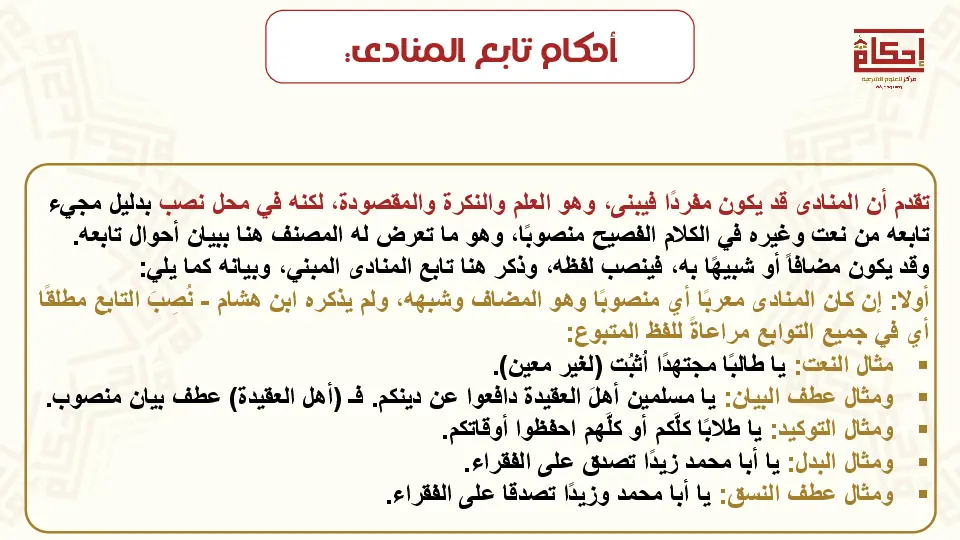 أحكام تابع المنادى:
إحكام
مركز للعلوم الشرعية
تقدم أن المنادى قد يكون مفردًا فيبنى، وهو العلم والنكرة والمقصودة، لكنه في محل نصب بدليل مجيء
تابعه من نعت وغيره في الكلام الفصيح منصوبًا، وهو ما تعرض له المصنف هنا ببيان أحوال تابعه.
وقد يكون مضافاً أو شبيهًا به، فينصب لفظه، وذكر هنا تابع المنادى المبني، وبيانه كما يلي:
أولا: إن كان المنادى معربًا أي منصوبًا وهو المضاف وشبهه، ولم يذكره ابن هشام - نُصِبَ التابع مطلقًا
أي في جميع التوابع مراعاةً للفظ المتبوع:
▪ مثال النعت: يا طالبًا مجتهدًا اُثبُت (لغير معين).
▪ ومثال عطف البيان: يا مسلمين أهلَ العقيدة دافعوا عن دينكم. فـ (أهل العقيدة) عطف بيان منصوب.
▪ ومثال التوكيد: يا طلابًا كلَّكم أو كلَّهم احفظوا أوقاتكم.
▪ ومثال البدل: يا أبا محمد زيدًا تصدق على الفقراء.
▪ ومثال عطف النسق: يا أبا محمد وزيدًا تصدقا على الفقراء.